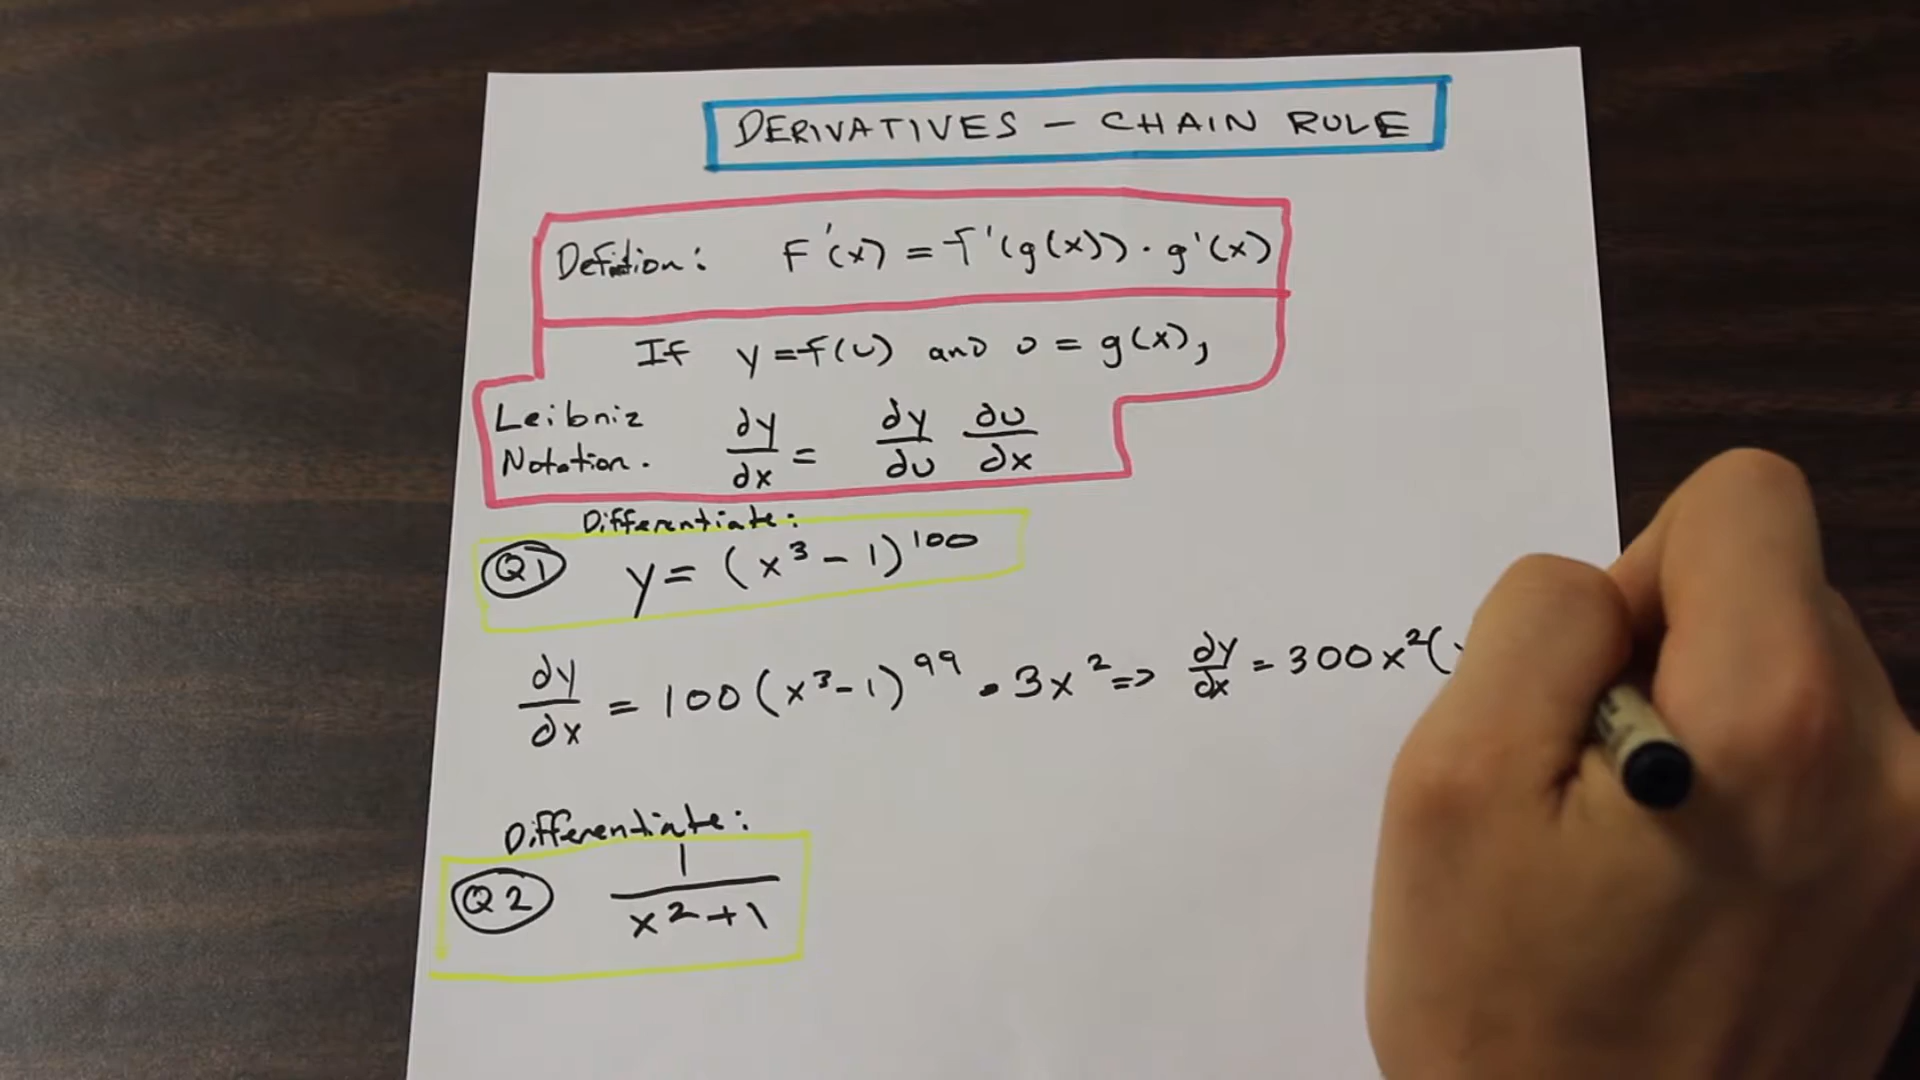 DERIVATIVES - CHAIN RULE
Defintion: F'(x) = f'(g(x)) · g'(x)
If y = f(u) and u = g(x),
Leibniz Notation. dy/dx = dy/du du/dx
Differentiate:
Q1 y = (x³ - 1)¹⁰⁰
dy/dx = 100(x³-1)⁹⁹ · 3x² => dy/dx = 300x²(
Differentiate:
Q2 1/(x²+1)